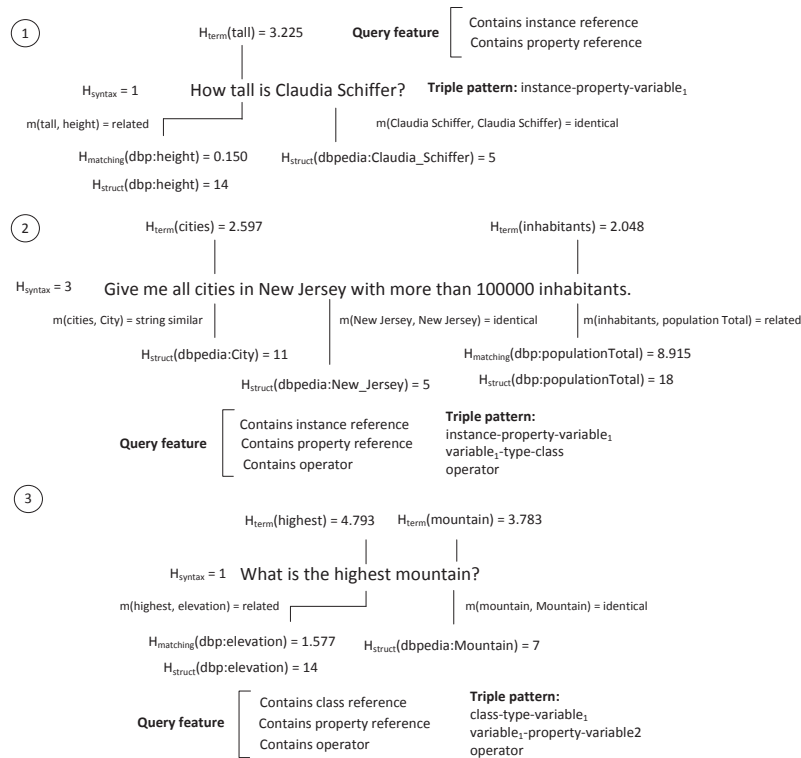 1
H_term(tall) = 3.225
Query feature
Contains instance reference
Contains property reference
H_syntax = 1
How tall is Claudia Schiffer?
Triple pattern: instance-property-variable_1
m(tall, height) = related
m(Claudia Schiffer, Claudia Schiffer) = identical
H_matching(dbp:height) = 0.150
H_struct(dbpedia:Claudia_Schiffer) = 5
H_struct(dbp:height) = 14
2
H_term(cities) = 2.597
H_term(inhabitants) = 2.048
H_syntax = 3
Give me all cities in New Jersey with more than 100000 inhabitants.
m(cities, City) = string similar
m(New Jersey, New Jersey) = identical
m(inhabitants, population Total) = related
H_struct(dbpedia:City) = 11
H_matching(dbp:populationTotal) = 8.915
H_struct(dbpedia:New_Jersey) = 5
H_struct(dbp:populationTotal) = 18
Query feature
Contains instance reference
Contains property reference
Contains operator
Triple pattern:
instance-property-variable_1
variable_1-type-class
operator
3
H_term(highest) = 4.793
H_term(mountain) = 3.783
H_syntax = 1
What is the highest mountain?
m(highest, elevation) = related
m(mountain, Mountain) = identical
H_matching(dbp:elevation) = 1.577
H_struct(dbpedia:Mountain) = 7
H_struct(dbp:elevation) = 14
Query feature
Contains class reference
Contains property reference
Contains operator
Triple pattern:
class-type-variable_1
variable_1-property-variable2
operator